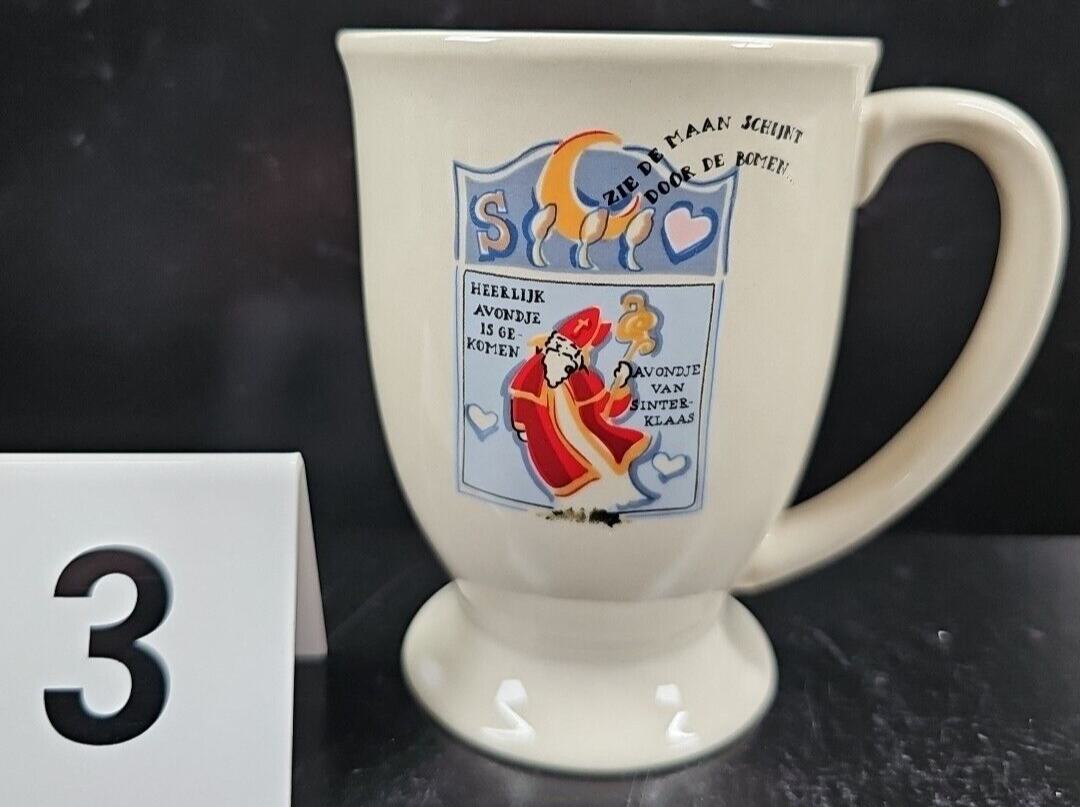 ZIE DE MAAN SCHIJNT
DOOR DE BOMEN...
S
HEERLIJK
AVONDJE
IS GE-
KOMEN
AVONDJE
VAN
SINTER-
KLAAS
3